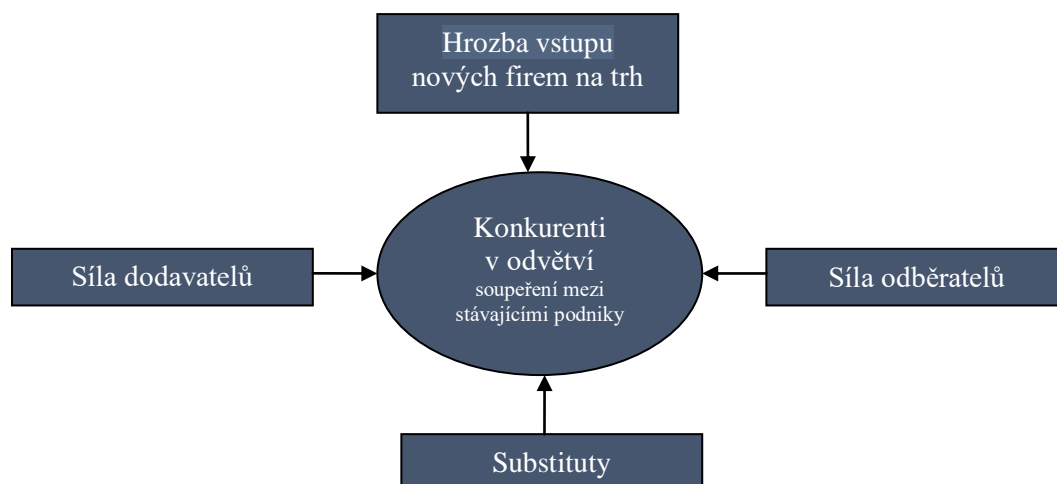 Hrozba vstupu
nových firem na trh
Konkurenti
v odvětví
soupeření mezi
stávajícími podniky
Síla dodavatelů
Síla odběratelů
Substituty